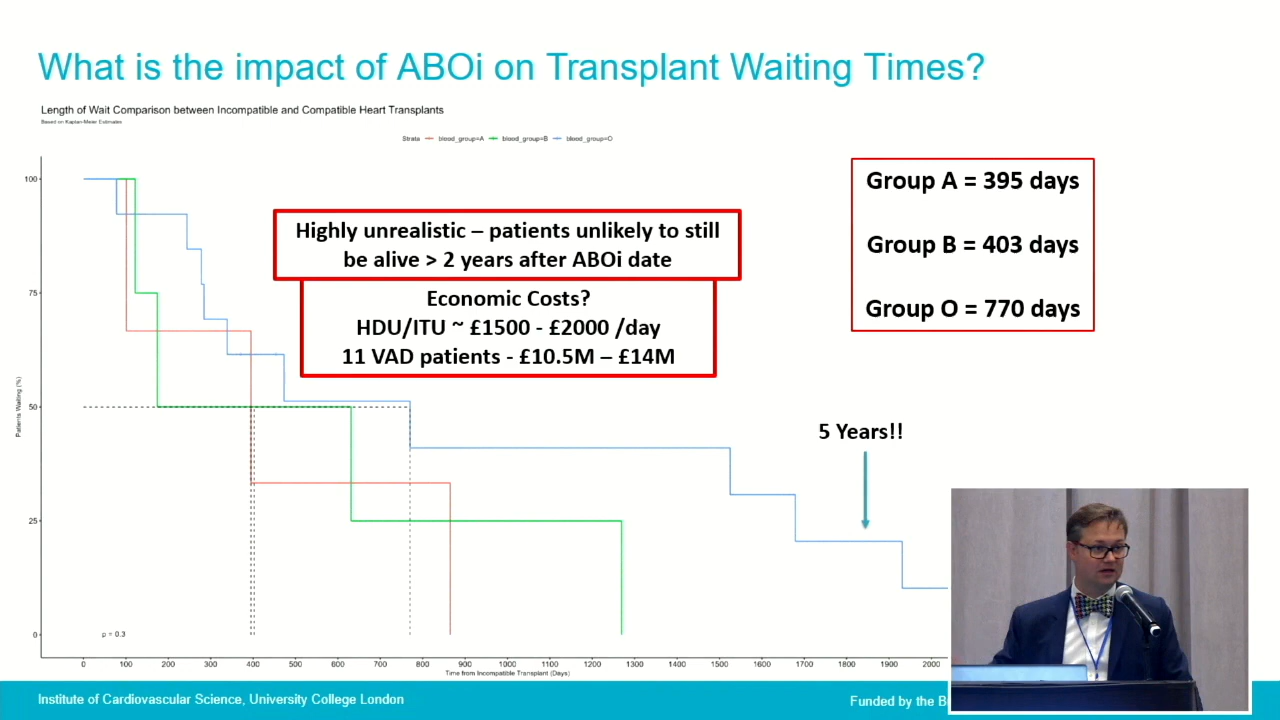 What is the impact of ABOi on Transplant Waiting Times?
Length of Wait Comparison between Incompatible and Compatible Heart Transplants
Based on Kaplan-Meier Estimates
Strata blood_group=A blood_group=B blood_group=O
Group A = 395 days
Group B = 403 days
Group O = 770 days
Highly unrealistic – patients unlikely to still
be alive > 2 years after ABOi date
Economic Costs?
HDU/ITU ~ £1500 - £2000 /day
11 VAD patients - £10.5M – £14M
5 Years!!
Patients Waiting (%)
100
75
50
25
0
p = 0.3
0 100 200 300 400 500 600 700 800 900 1000 1100 1200 1300 1400 1500 1600 1700 1800 1900 2000
Time from Incompatible Transplant (Days)
Institute of Cardiovascular Science, University College London
Funded by the